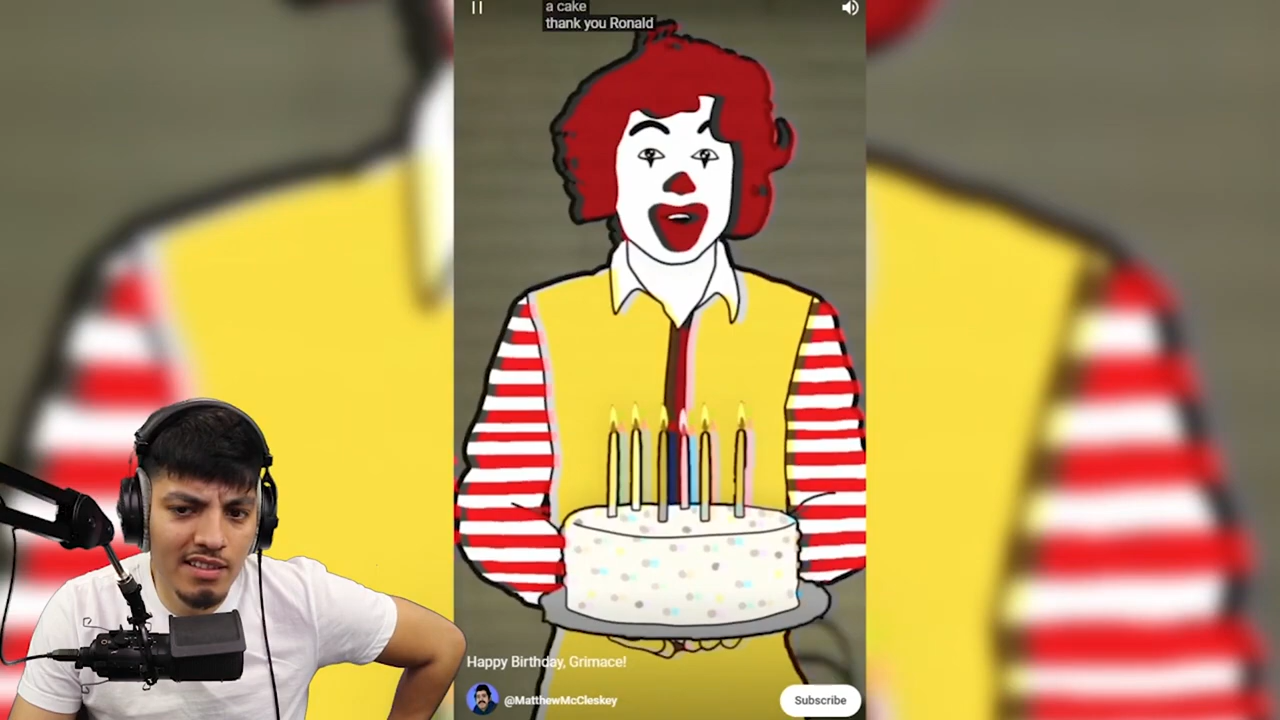 a cake
thank you Ronald
Happy Birthday, Grimace!
@MatthewMcCleskey
Subscribe